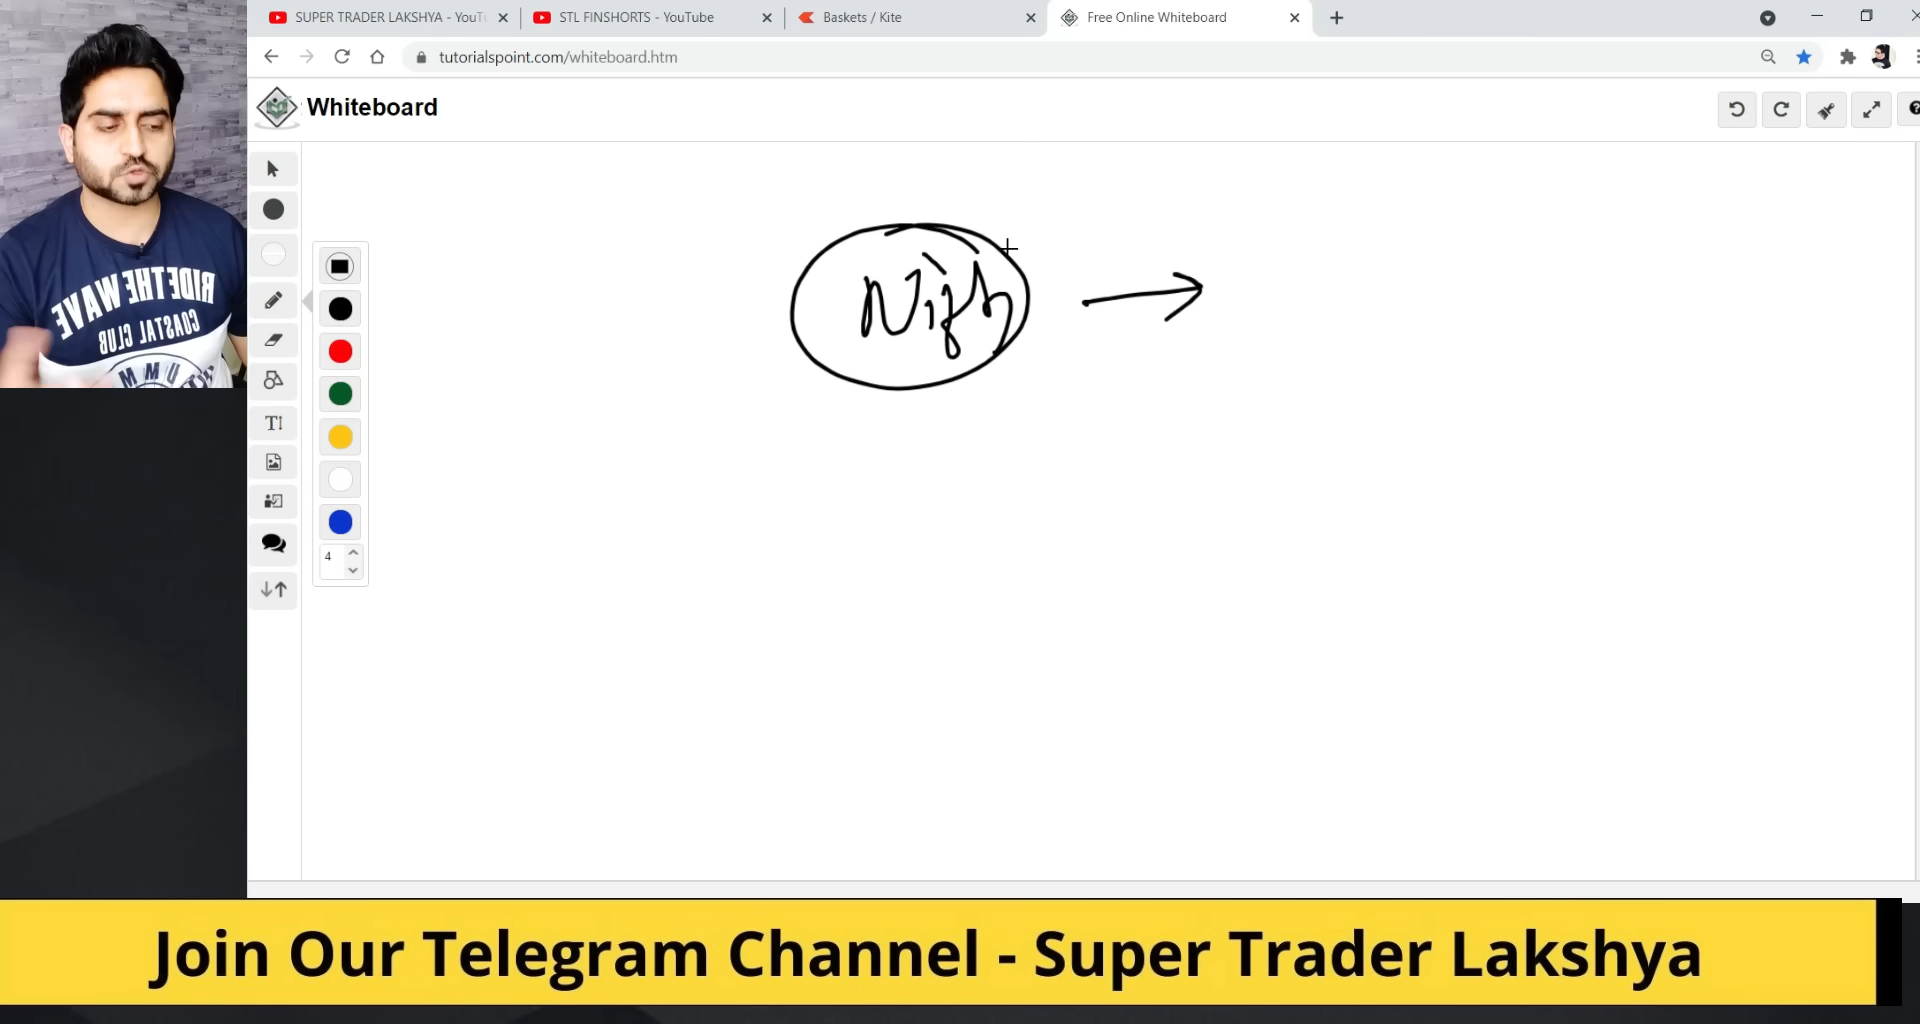 SUPER TRADER LAKSHYA - YouT
STL FINSHORTS - YouTube
Baskets / Kite
Free Online Whiteboard
tutorialspoint.com/whiteboard.htm
Whiteboard
RIDE THE WAVE
COASTAL CLUB
4
Join Our Telegram Channel - Super Trader Lakshya